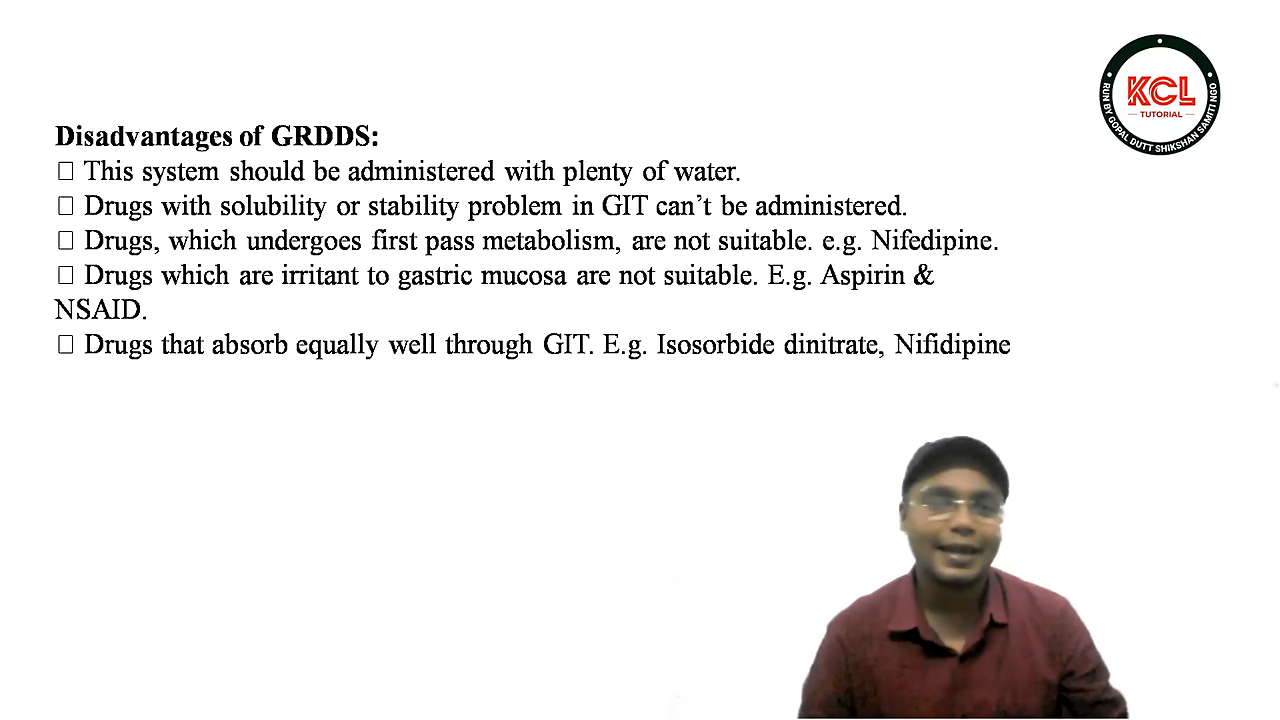 KCL
TUTORIAL
RUN BY GOPAL DUTT SHIKSHAN SAMITI NGO
Disadvantages of GRDDS:
□ This system should be administered with plenty of water.
□ Drugs with solubility or stability problem in GIT can’t be administered.
□ Drugs, which undergoes first pass metabolism, are not suitable. e.g. Nifedipine.
□ Drugs which are irritant to gastric mucosa are not suitable. E.g. Aspirin &
NSAID.
□ Drugs that absorb equally well through GIT. E.g. Isosorbide dinitrate, Nifidipine